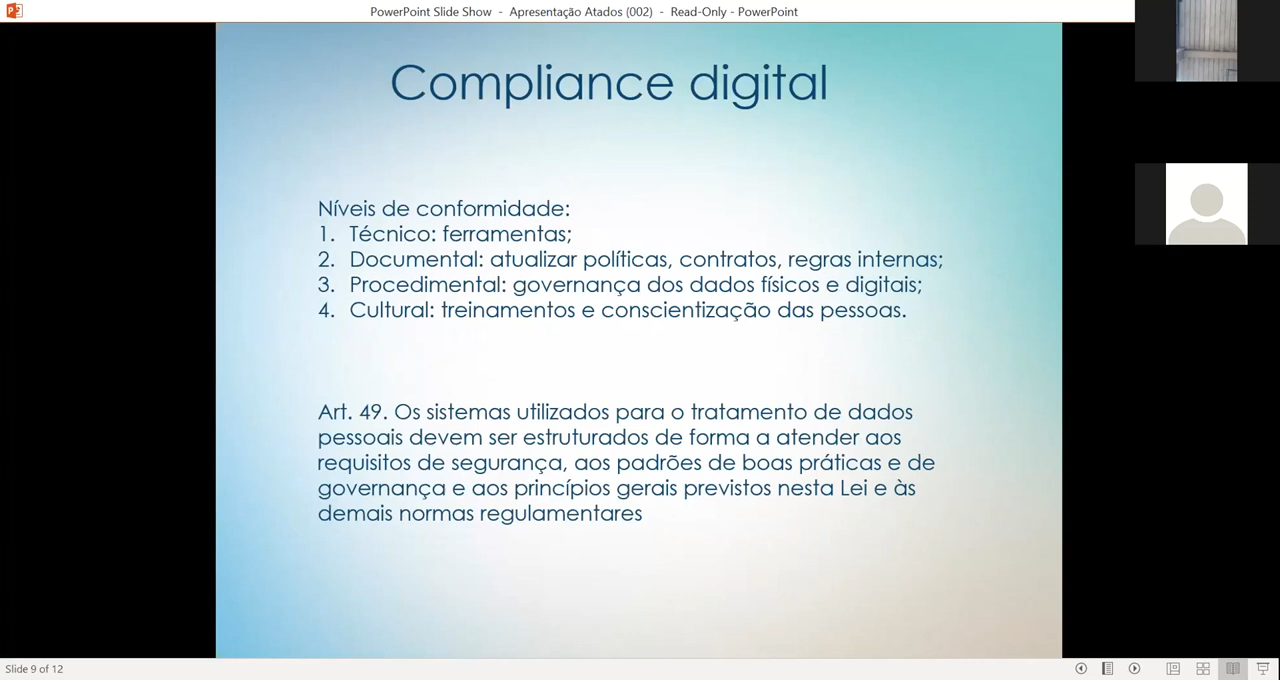 PowerPoint Slide Show - Apresentação Atados (002) - Read-Only - PowerPoint
Compliance digital
Níveis de conformidade:
1. Técnico: ferramentas;
2. Documental: atualizar políticas, contratos, regras internas;
3. Procedimental: governança dos dados físicos e digitais;
4. Cultural: treinamentos e conscientização das pessoas.
Art. 49. Os sistemas utilizados para o tratamento de dados
pessoais devem ser estruturados de forma a atender aos
requisitos de segurança, aos padrões de boas práticas e de
governança e aos princípios gerais previstos nesta Lei e às
demais normas regulamentares
Slide 9 of 12